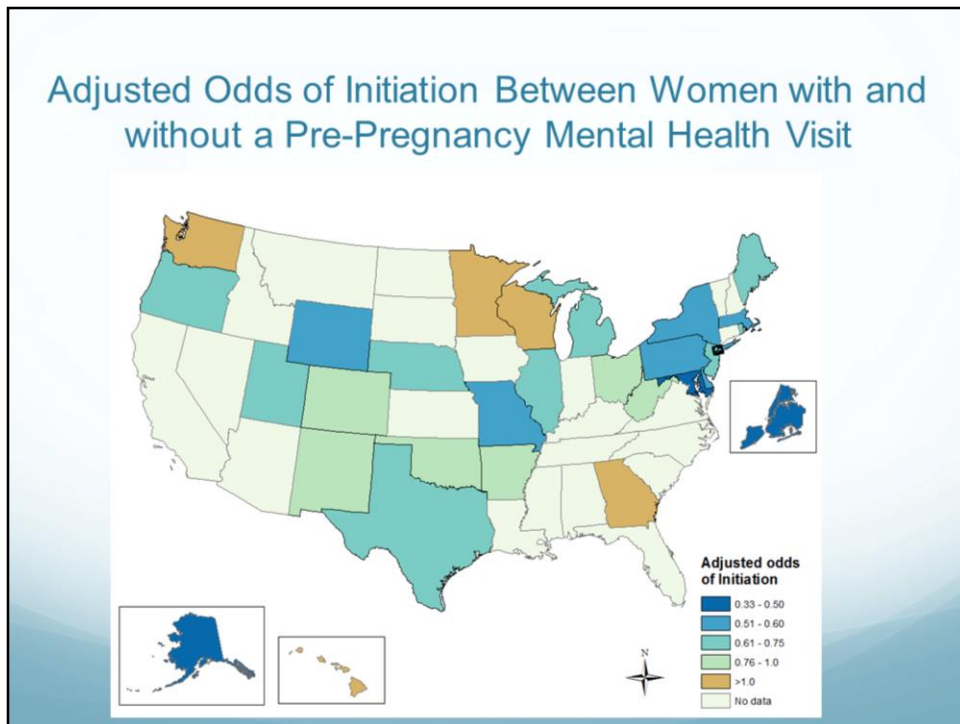 Adjusted Odds of Initiation Between Women with and
without a Pre-Pregnancy Mental Health Visit
Adjusted odds
of Initiation
0.33 - 0.50
0.51 - 0.60
0.61 - 0.75
0.76 - 1.0
>1.0
No data
N